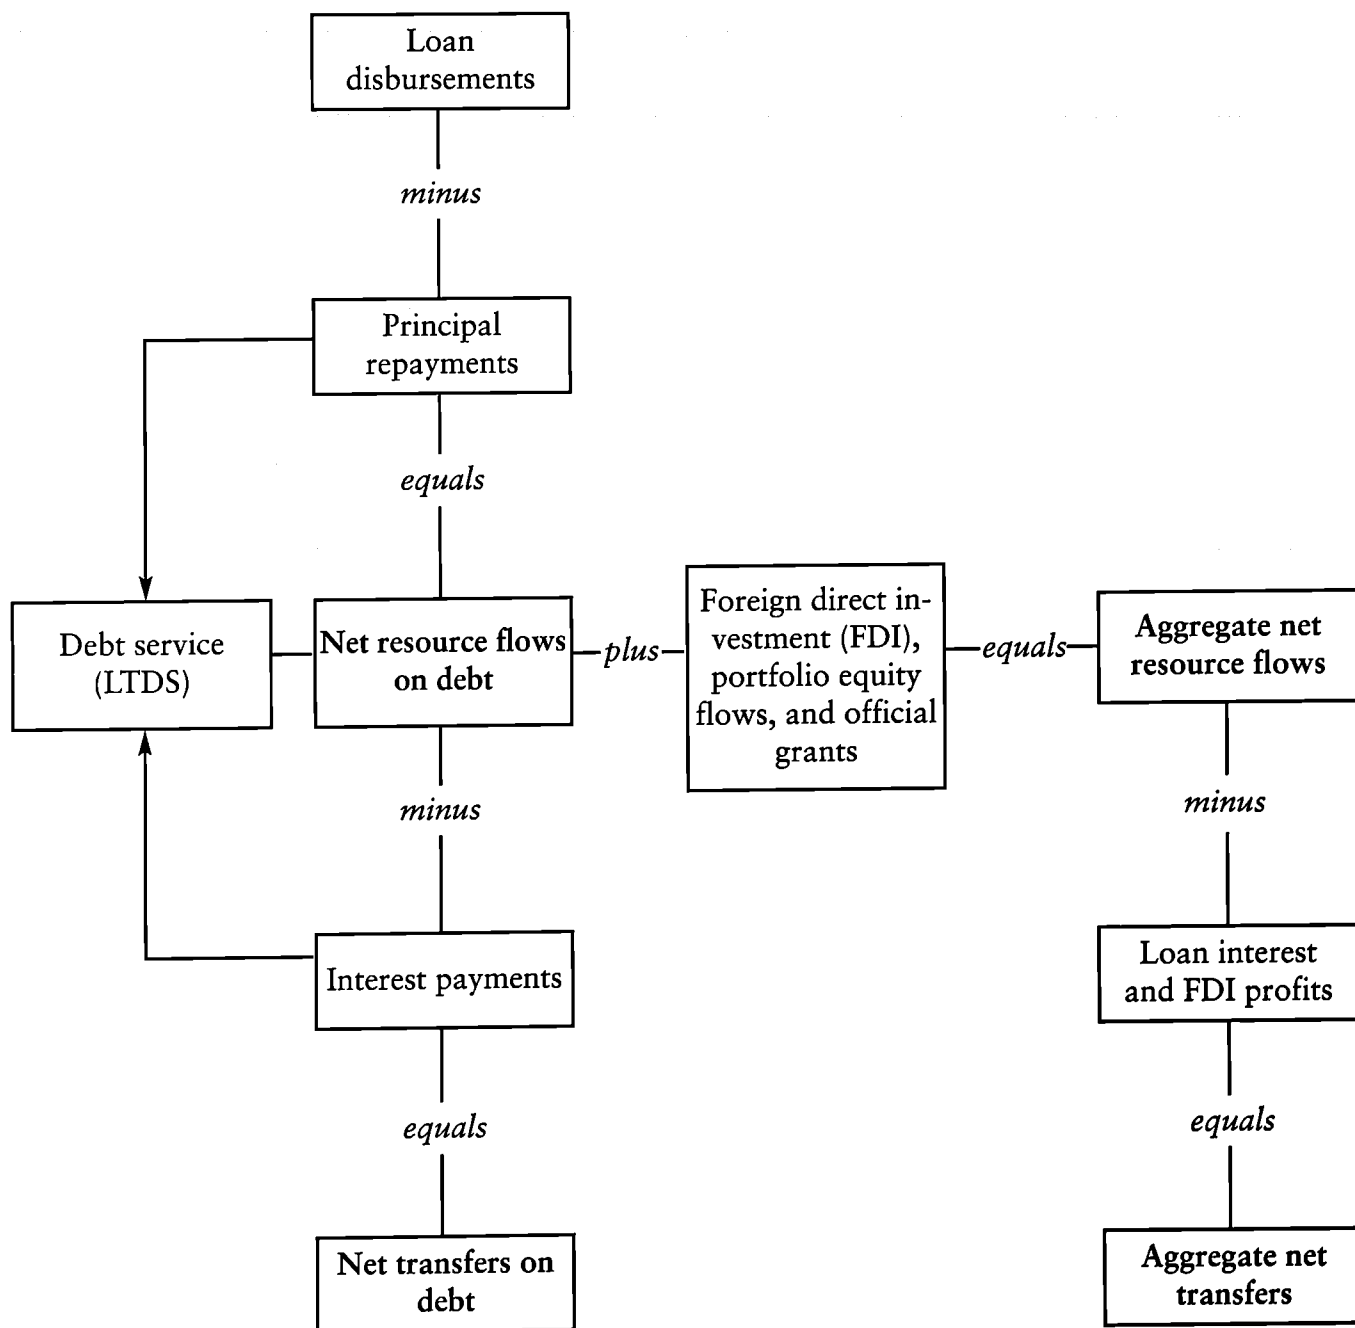 Loan
disbursements
minus
Principal
repayments
equals
Debt service
(LTDS)
Net resource flows
on debt
plus
Foreign direct in-
vestment (FDI),
portfolio equity
flows, and official
grants
equals
Aggregate net
resource flows
minus
Interest payments
equals
Net transfers on
debt
minus
Loan interest
and FDI profits
equals
Aggregate net
transfers